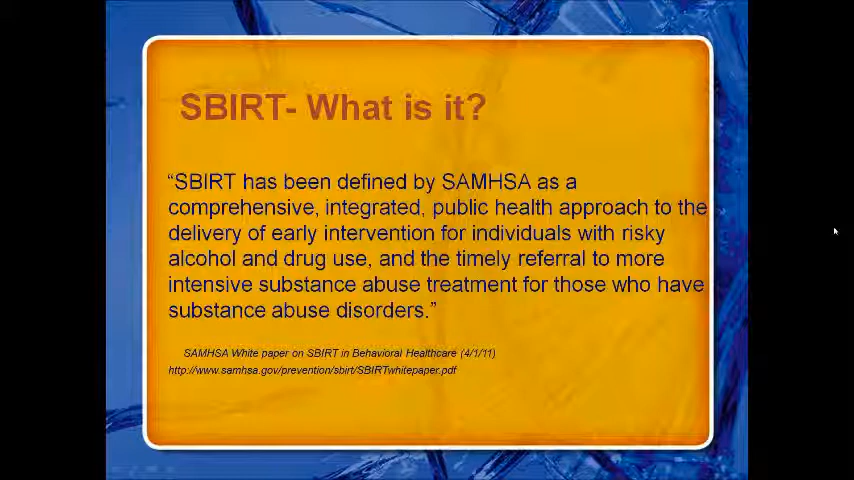 SBIRT- What is it?
“SBIRT has been defined by SAMHSA as a
comprehensive, integrated, public health approach to the
delivery of early intervention for individuals with risky
alcohol and drug use, and the timely referral to more
intensive substance abuse treatment for those who have
substance abuse disorders.”
SAMHSA White paper on SBIRT in Behavioral Healthcare (4/1/11)
http://www.samhsa.gov/prevention/sbirt/SBIRTwhitepaper.pdf